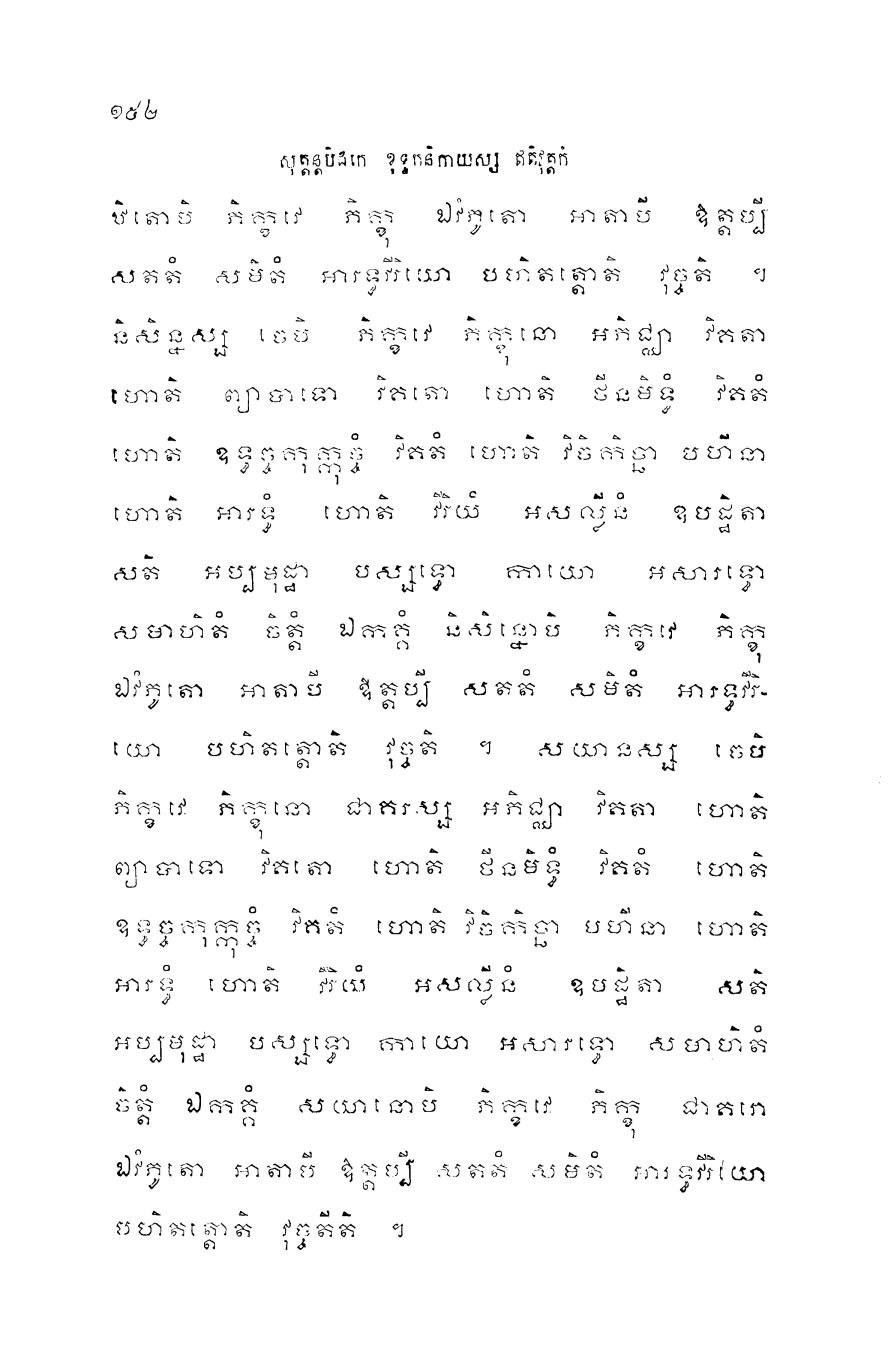 ១៥២
សុត្តន្តបិដកេ ខុទ្ទកនិកាយស្ស ឥតិវុត្តកំ
ឋិតោបិ ភិក្ខវេ ភិក្ខុ ឯវំភូតោ អាតាបី ឱត្តប្បី
សតតំ សមិតំ អារទ្ធវីរិយោ បហិតត្តោតិ វុច្ចតិ ។
និសិន្នស្ស ចេបិ ភិក្ខវេ ភិក្ខុនោ អភិជ្ឈា វិគតា
ហោតិ ព្យាបាទោ វិគតោ ហោតិ ថីនមិទ្ធំ វិគតំ
ហោតិ ឧទ្ធច្ចកុក្កុច្ចំ វិគតំ ហោតិ វិចិកិច្ឆា បហីនា
ហោតិ អារទ្ធំ ហោតិ វីរិយំ អសល្លីនំ ឧបដ្ឋិតា
សតិ អប្បមុដ្ឋា បស្សទ្ធោ កាយោ អសារទ្ធោ
សមាហិតំ ចិត្តំ ឯកគ្គំ និសិន្នោបិ ភិក្ខវេ ភិក្ខុ
ឯវំភូតោ អាតាបី ឱត្តប្បី សតតំ សមិតំ អារទ្ធវីរិ-
យោ បហិតត្តោតិ វុច្ចតិ ។ សយានស្ស ចេបិ
ភិក្ខវេ ភិក្ខុនោ ជាគរស្ស អភិជ្ឈា វិគតា ហោតិ
ព្យាបាទោ វិគតោ ហោតិ ថីនមិទ្ធំ វិគតំ ហោតិ
ឧទ្ធច្ចកុក្កុច្ចំ វិគតំ ហោតិ វិចិកិច្ឆា បហីនា ហោតិ
អារទ្ធំ ហោតិ វីរិយំ អសល្លីនំ ឧបដ្ឋិតា សតិ
អប្បមុដ្ឋា បស្សទ្ធោ កាយោ អសារទ្ធោ សមាហិតំ
ចិត្តំ ឯកគ្គំ សយានោបិ ភិក្ខវេ ភិក្ខុ ជាគរោ
ឯវំភូតោ អាតាបី ឱត្តប្បី សតតំ សមិតំ អារទ្ធវីរិយោ
បហិតត្តោតិ វុច្ចតីតិ ។